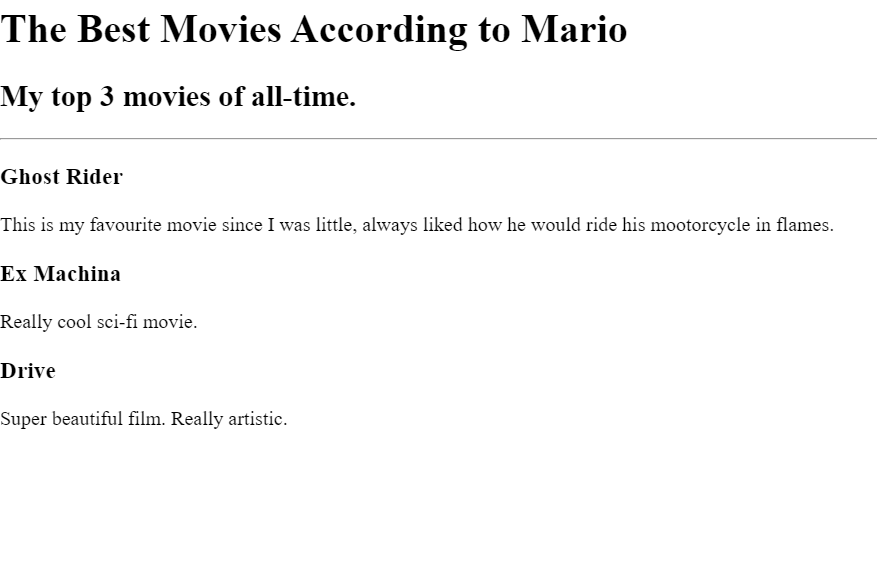 The Best Movies According to Mario
My top 3 movies of all-time.
Ghost Rider
This is my favourite movie since I was little, always liked how he would ride his mootorcycle in flames.
Ex Machina
Really cool sci-fi movie.
Drive
Super beautiful film. Really artistic.